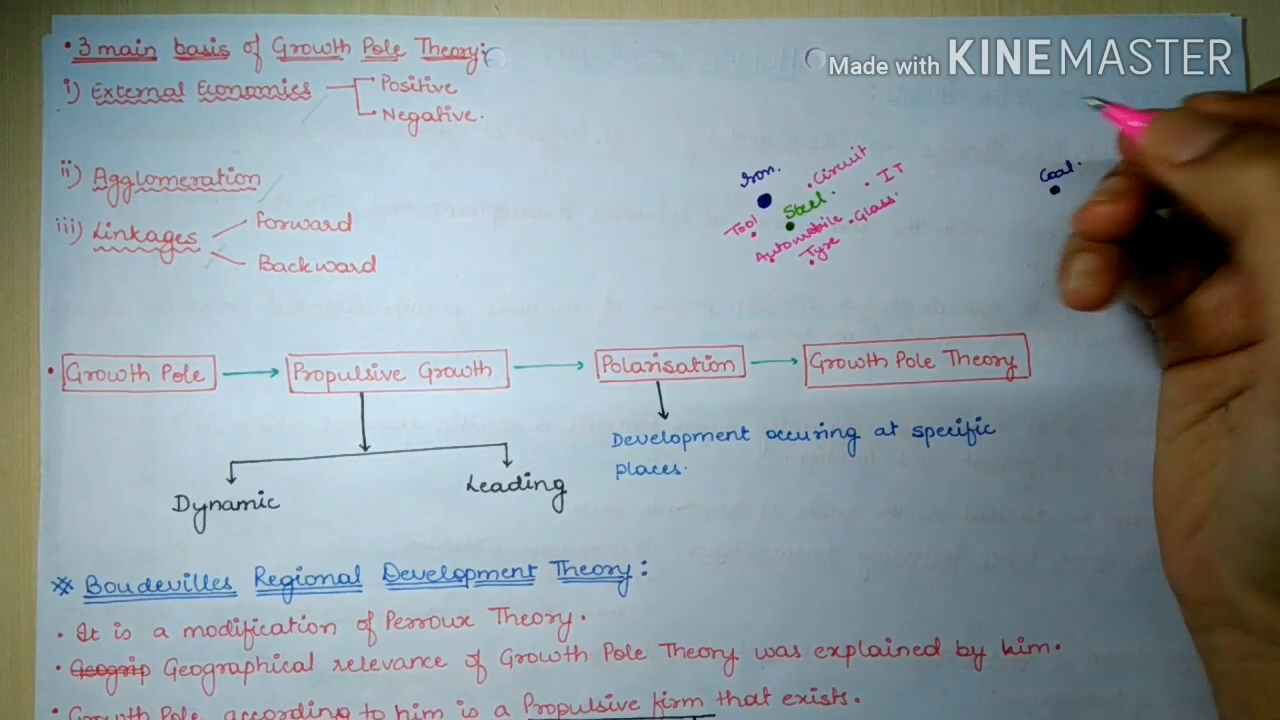 Made with KINEMASTER
• 3 main basis of Growth Pole Theory:
i) External Economies
Positive
Negative.
ii) Agglomeration
iii) Linkages
Forward
Backward
Iron.
• Circuit
• IT
Steel.
Tool
Automobile
• Glass.
Tyre
Coal.
• Growth Pole → Propulsive Growth → Polarisation → Growth Pole Theory
Dynamic
Leading
Development occuring at specific
places.
※ Boudevilles Regional Development Theory:
• It is a modification of Perroux Theory.
• Geogrip Geographical relevance of Growth Pole Theory was explained by him.
• Growth Pole according to him is a Propulsive firm that exists.